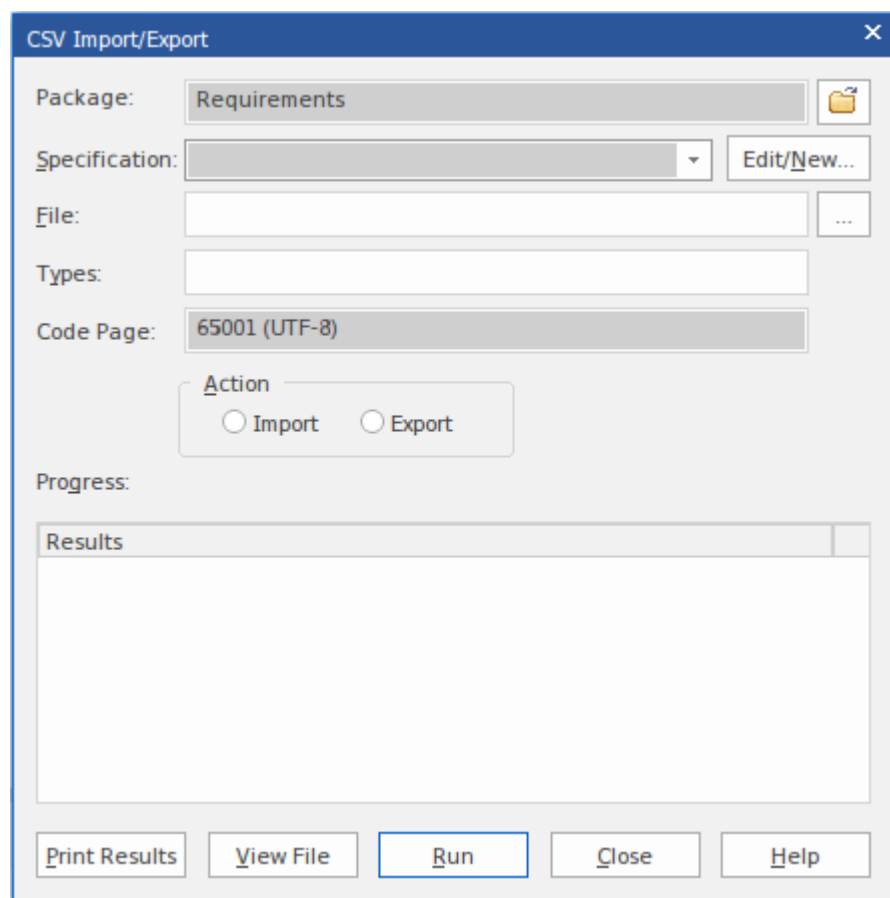 CSV Import/Export
Package: Requirements
Specification: Edit/New...
File: ...
Types:
Code Page: 65001 (UTF-8)
Action
Import Export
Progress:
Results
Print Results View File Run Close Help